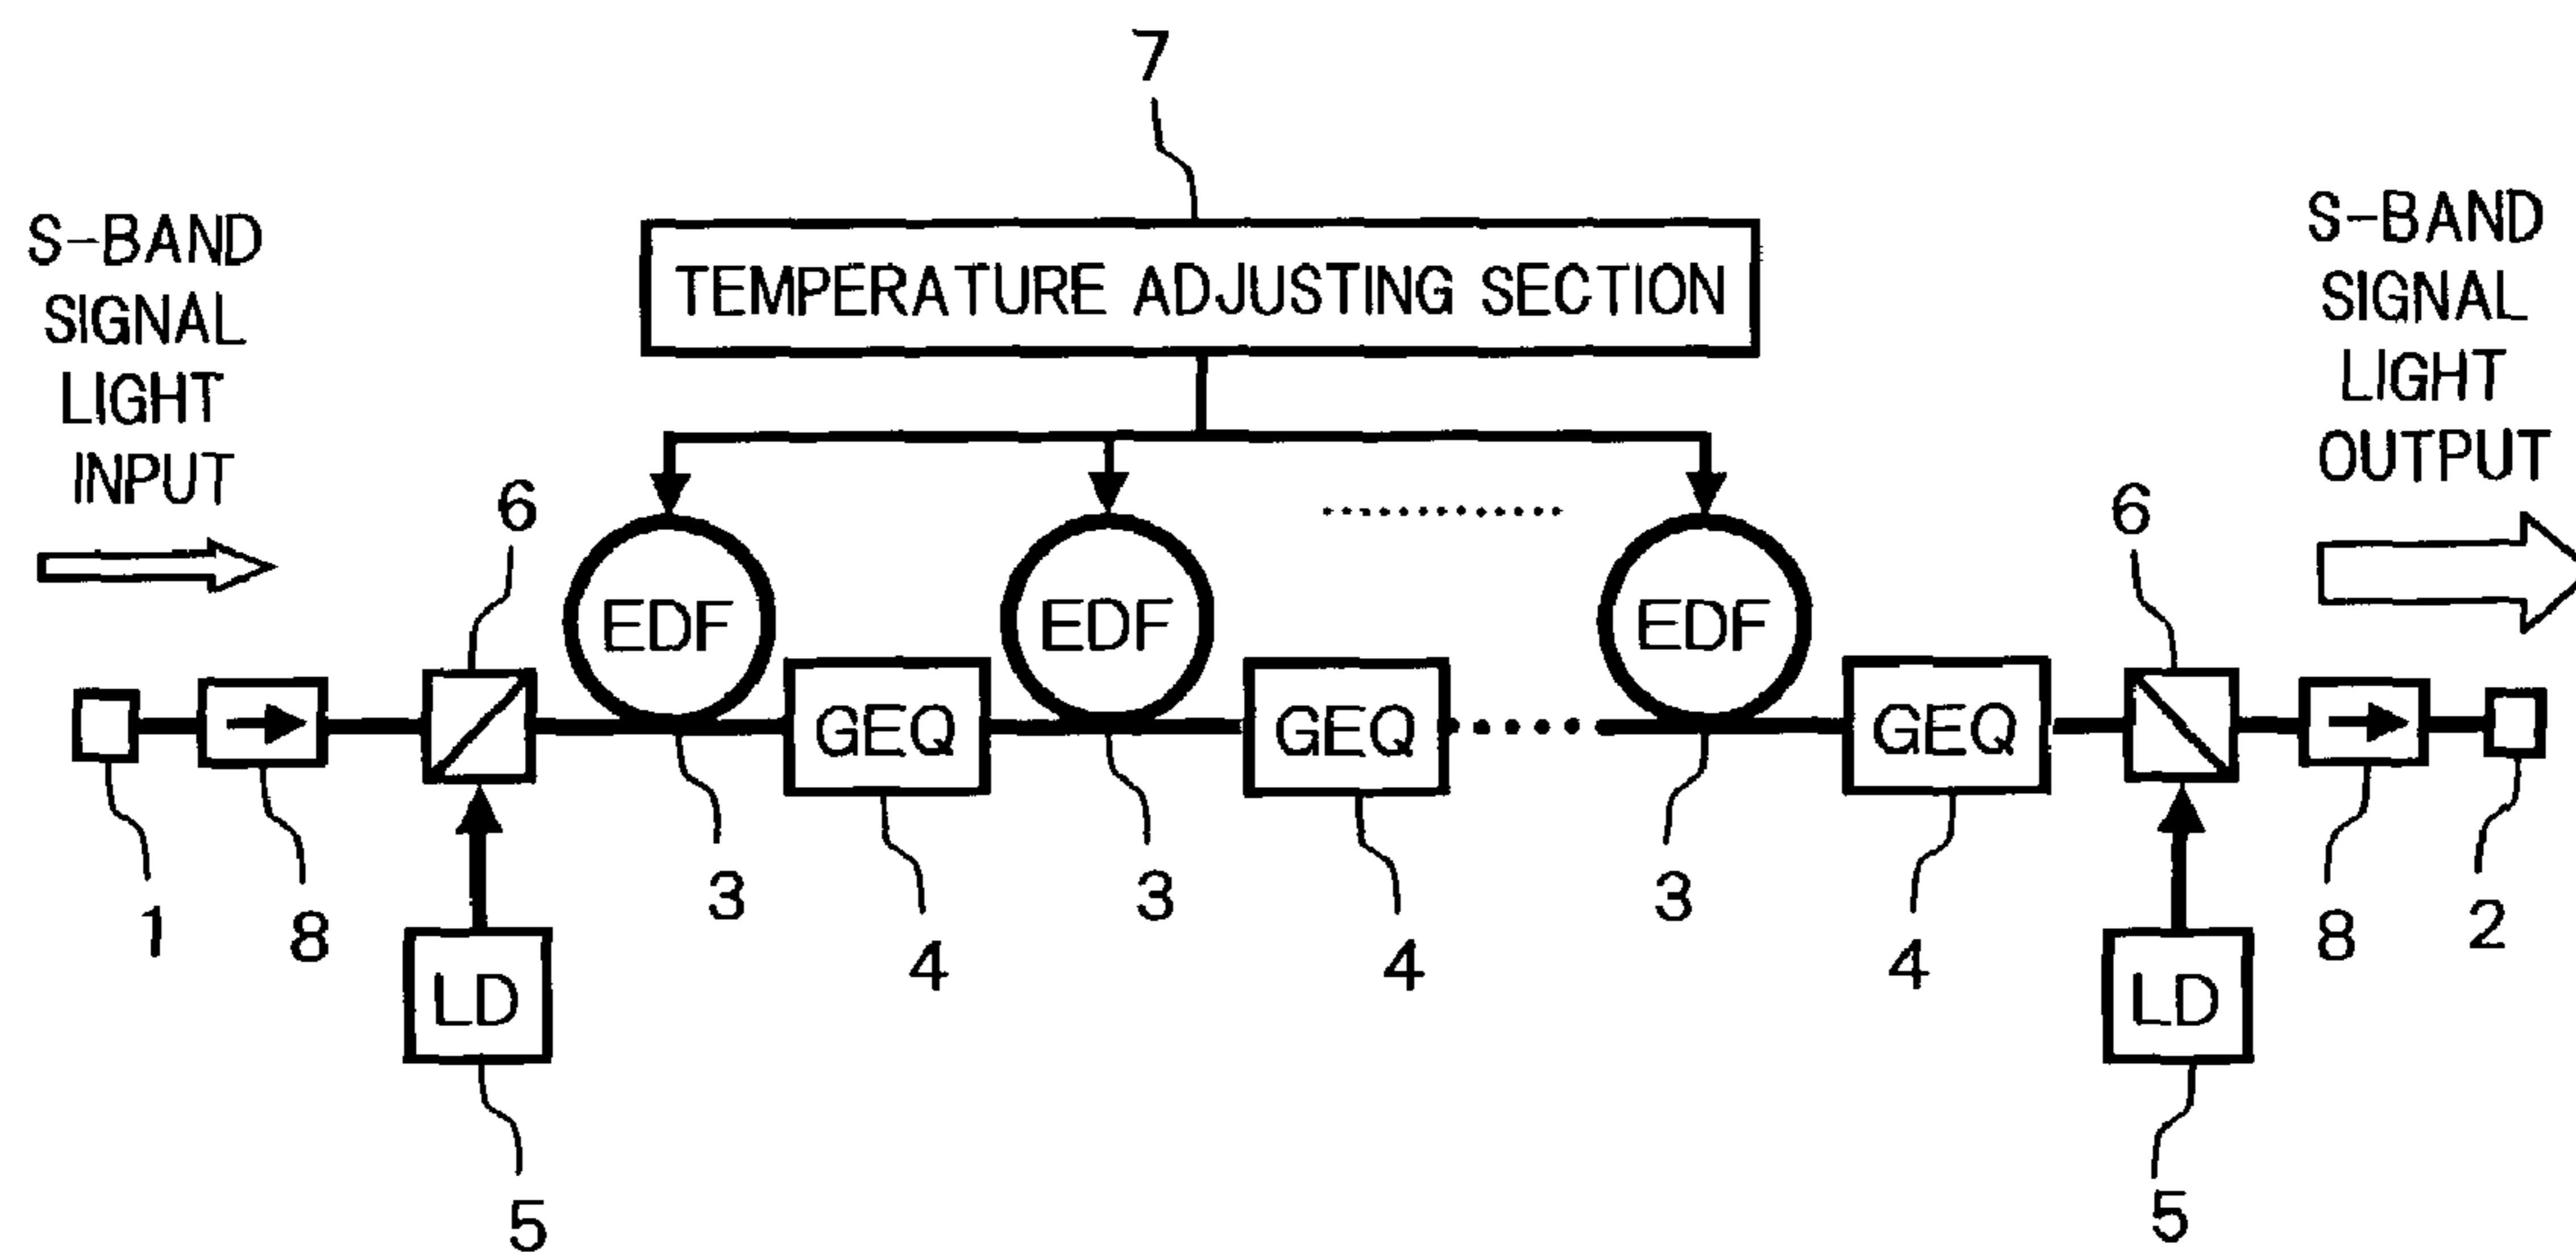 7
S-BAND
SIGNAL
LIGHT
INPUT
TEMPERATURE ADJUSTING SECTION
S-BAND
SIGNAL
LIGHT
OUTPUT
6
6
EDF
EDF
EDF
GEQ
GEQ
GEQ
1
8
3
4
3
4
3
4
8
2
LD
LD
5
5